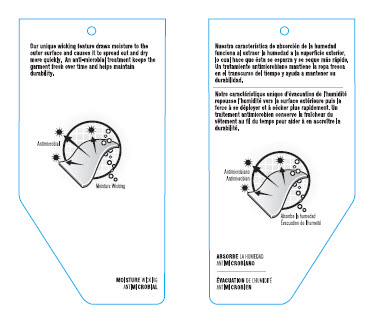 Our unique wicking texture draws moisture to the
outer surface and causes it to spread out and dry
more quickly. An anti-microbial treatment keeps the
garment fresh over time and helps maintain
durability.
Antimicrobial
Moisture Wicking
MOISTURE WICKING
ANTIMICROBIAL
Nuestra característica de absorción de la humedad
funciona al extraer la humedad a la superficie exterior,
lo cual hace que ésta se esparza y se seque más rápido.
Un tratamiento antimicrobiano mantiene la ropa fresca
en el transcurso del tiempo y ayuda a mantener su
durabilidad.
Notre caractéristique unique d'évacuation de l'humidité
repousse l'humidité vers la surface extérieure puis la
force à se déployer et à sécher plus rapidement. Un
traitement antimicrobien conserve la fraîcheur du
vêtement au fil du temps pour aider à en accroître la
durabilité.
Antimicrobiano
Antimicrobien
Absorbe la humedad
Évacuation de l'humidité
ABSORBE LA HUMEDAD
ANTIMICROBIANO
ÉVACUATION DE L'HUMIDITÉ
ANTIMICROBIEN